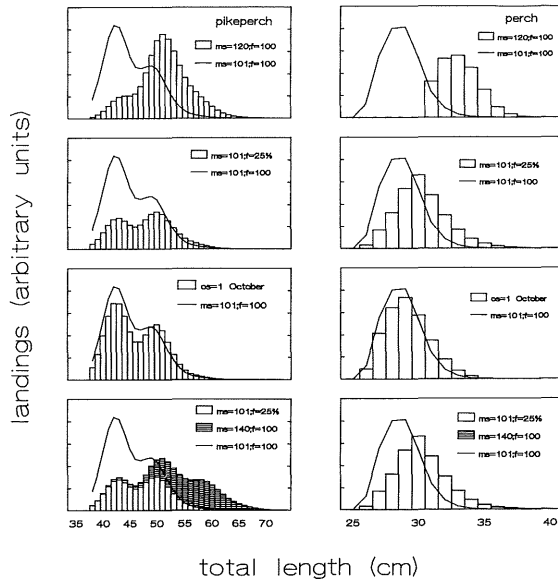 pikeperch
ms=120;f=100
ms=101;f=100
perch
ms=120;f=100
ms=101;f=100
ms=101;f=25%
ms=101;f=100
ms=101;f=25%
ms=101;f=100
os=1 October
ms=101;f=100
os=1 October
ms=101;f=100
ms=101;f=25%
ms=140;f=100
ms=101;f=100
ms=101;f=25%
ms=140;f=100
ms=101;f=100
landings (arbitrary units)
35 40 45 50 55 60 65 70
25 30 35 40
total length (cm)